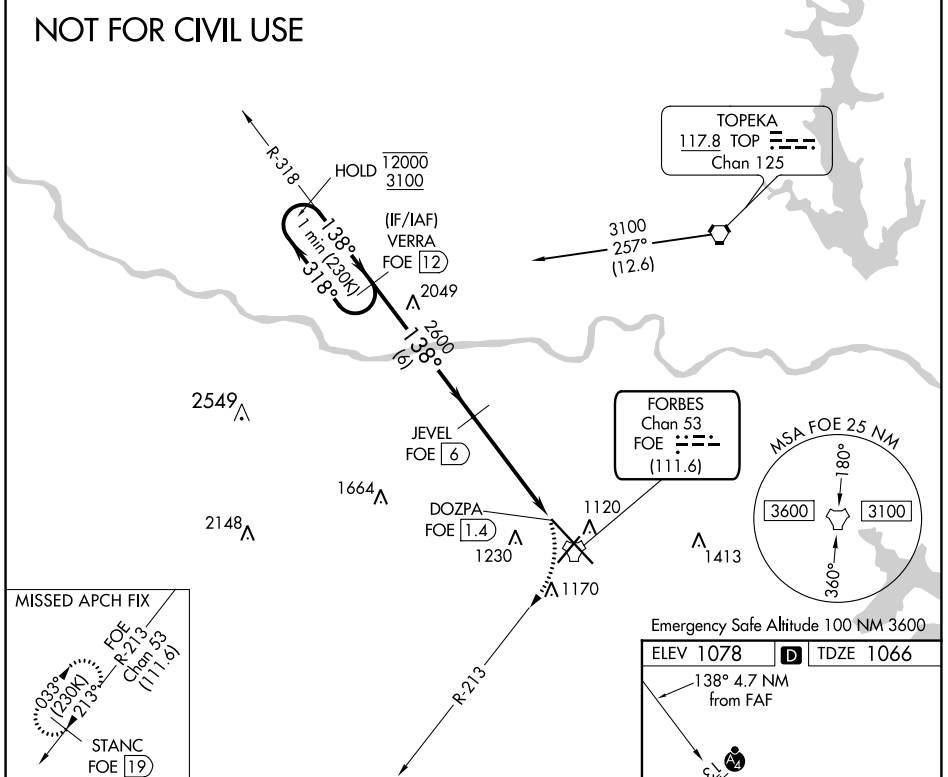 NOT FOR CIVIL USE
TOPEKA
117.8 TOP
Chan 125
R-318
HOLD 12000
3100
138°
1 min (230K)
318°
(IF/IAF)
VERRA
FOE 12
3100
257°
(12.6)
2049
2600
138°
(6)
2549
JEVEL
FOE 6
FORBES
Chan 53
FOE
(111.6)
MSA FOE 25 NM
180°
3600
3100
360°
1664
2148
DOZPA
FOE 1.4
1120
1230
1170
1413
R-213
MISSED APCH FIX
FOE
R-213
Chan 53
(111.6)
033°
(230K)
213°
STANC
FOE 19
Emergency Safe Altitude 100 NM 3600
ELEV 1078 D TDZE 1066
138° 4.7 NM
from FAF
A4